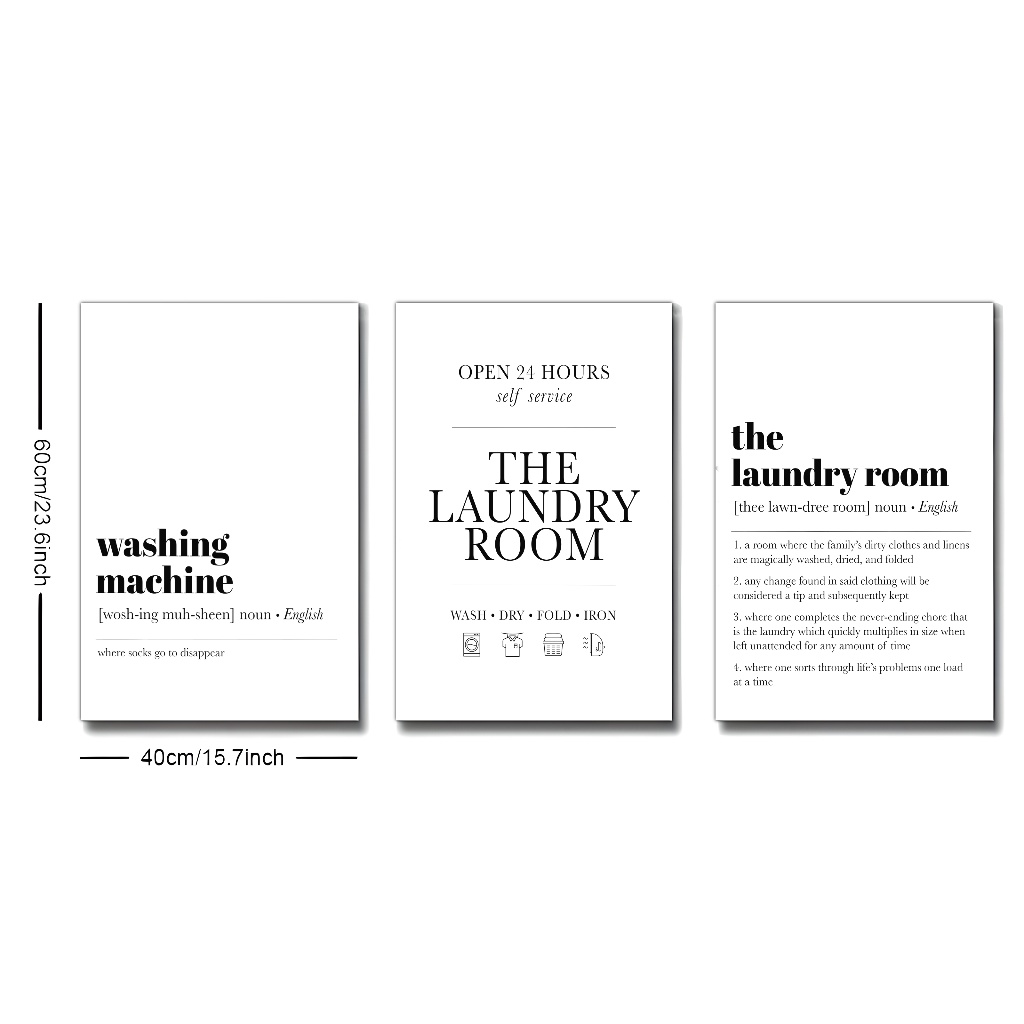 60cm/23.6inch
washing
machine
[wosh-ing muh-sheen] noun • English
where socks go to disappear
40cm/15.7inch
OPEN 24 HOURS
self service
THE
LAUNDRY
ROOM
WASH • DRY • FOLD • IRON
the
laundry room
[thee lawn-dree room] noun • English
1. a room where the family's dirty clothes and linens
are magically washed, dried, and folded
2. any change found in said clothing will be
considered a tip and subsequently kept
3. where one completes the never-ending chore that
is the laundry which quickly multiplies in size when
left unattended for any amount of time
4. where one sorts through life's problems one load
at a time